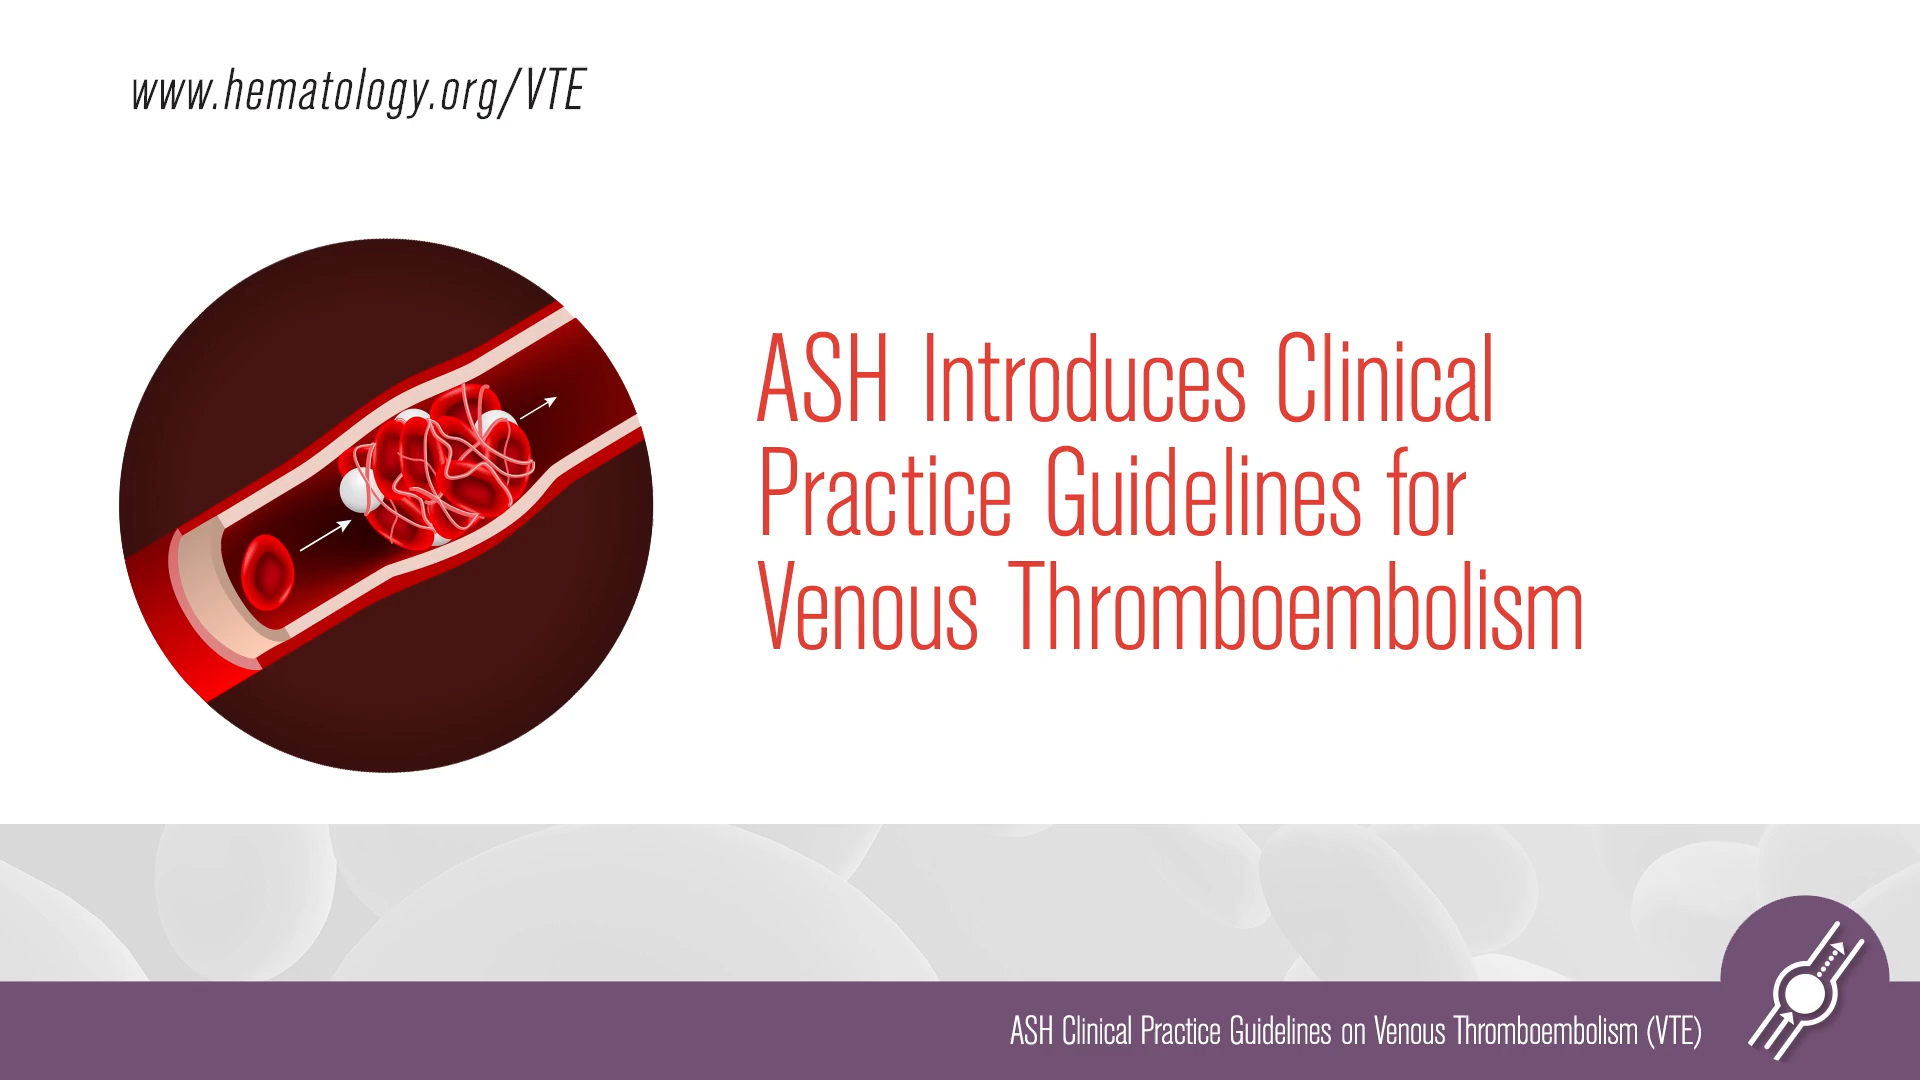 www.hematology.org/VTE
ASH Introduces Clinical
Practice Guidelines for
Venous Thromboembolism
ASH Clinical Practice Guidelines on Venous Thromboembolism (VTE)